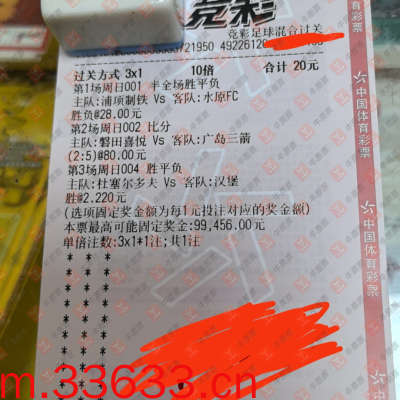 竞彩
竞彩足球混合过关
过关方式 3x1 10倍 合计 20元
第1场周日001 半全场胜平负
主队:浦项制铁 Vs 客队:水原FC
胜负@28.00元
第2场周日002 比分
主队:磐田喜悦 Vs 客队:广岛三箭
(2:5)@80.00元
第3场周日004 胜平负
主队:杜塞尔多夫 Vs 客队:汉堡
胜@2.220元
(选项固定奖金额为每1元投注对应的奖金额)
本票最高可能固定奖金:99,456.00元
单倍注数:3x1*1注;共1注
* * *
* * *
* * *
* * *
* * *
* * *
* * *
* * *
m.33633.cn
育彩票
中国体育彩票
中国体育彩